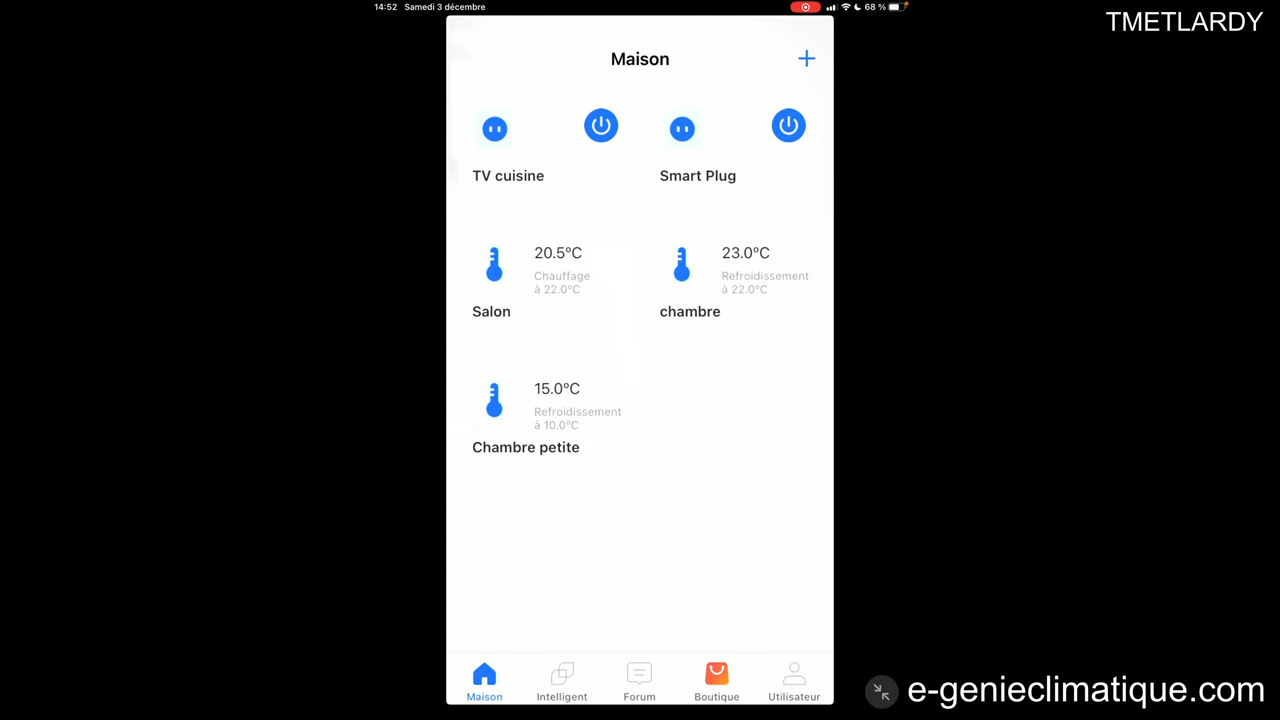 14:52 Samedi 3 décembre
68 %
TMETLARDY
Maison
TV cuisine
Smart Plug
20.5°C
Chauffage
à 22.0°C
Salon
23.0°C
Refroidissement
à 22.0°C
chambre
15.0°C
Refroidissement
à 10.0°C
Chambre petite
Maison
Intelligent
Forum
Boutique
Utilisateur
e-genieclimatique.com